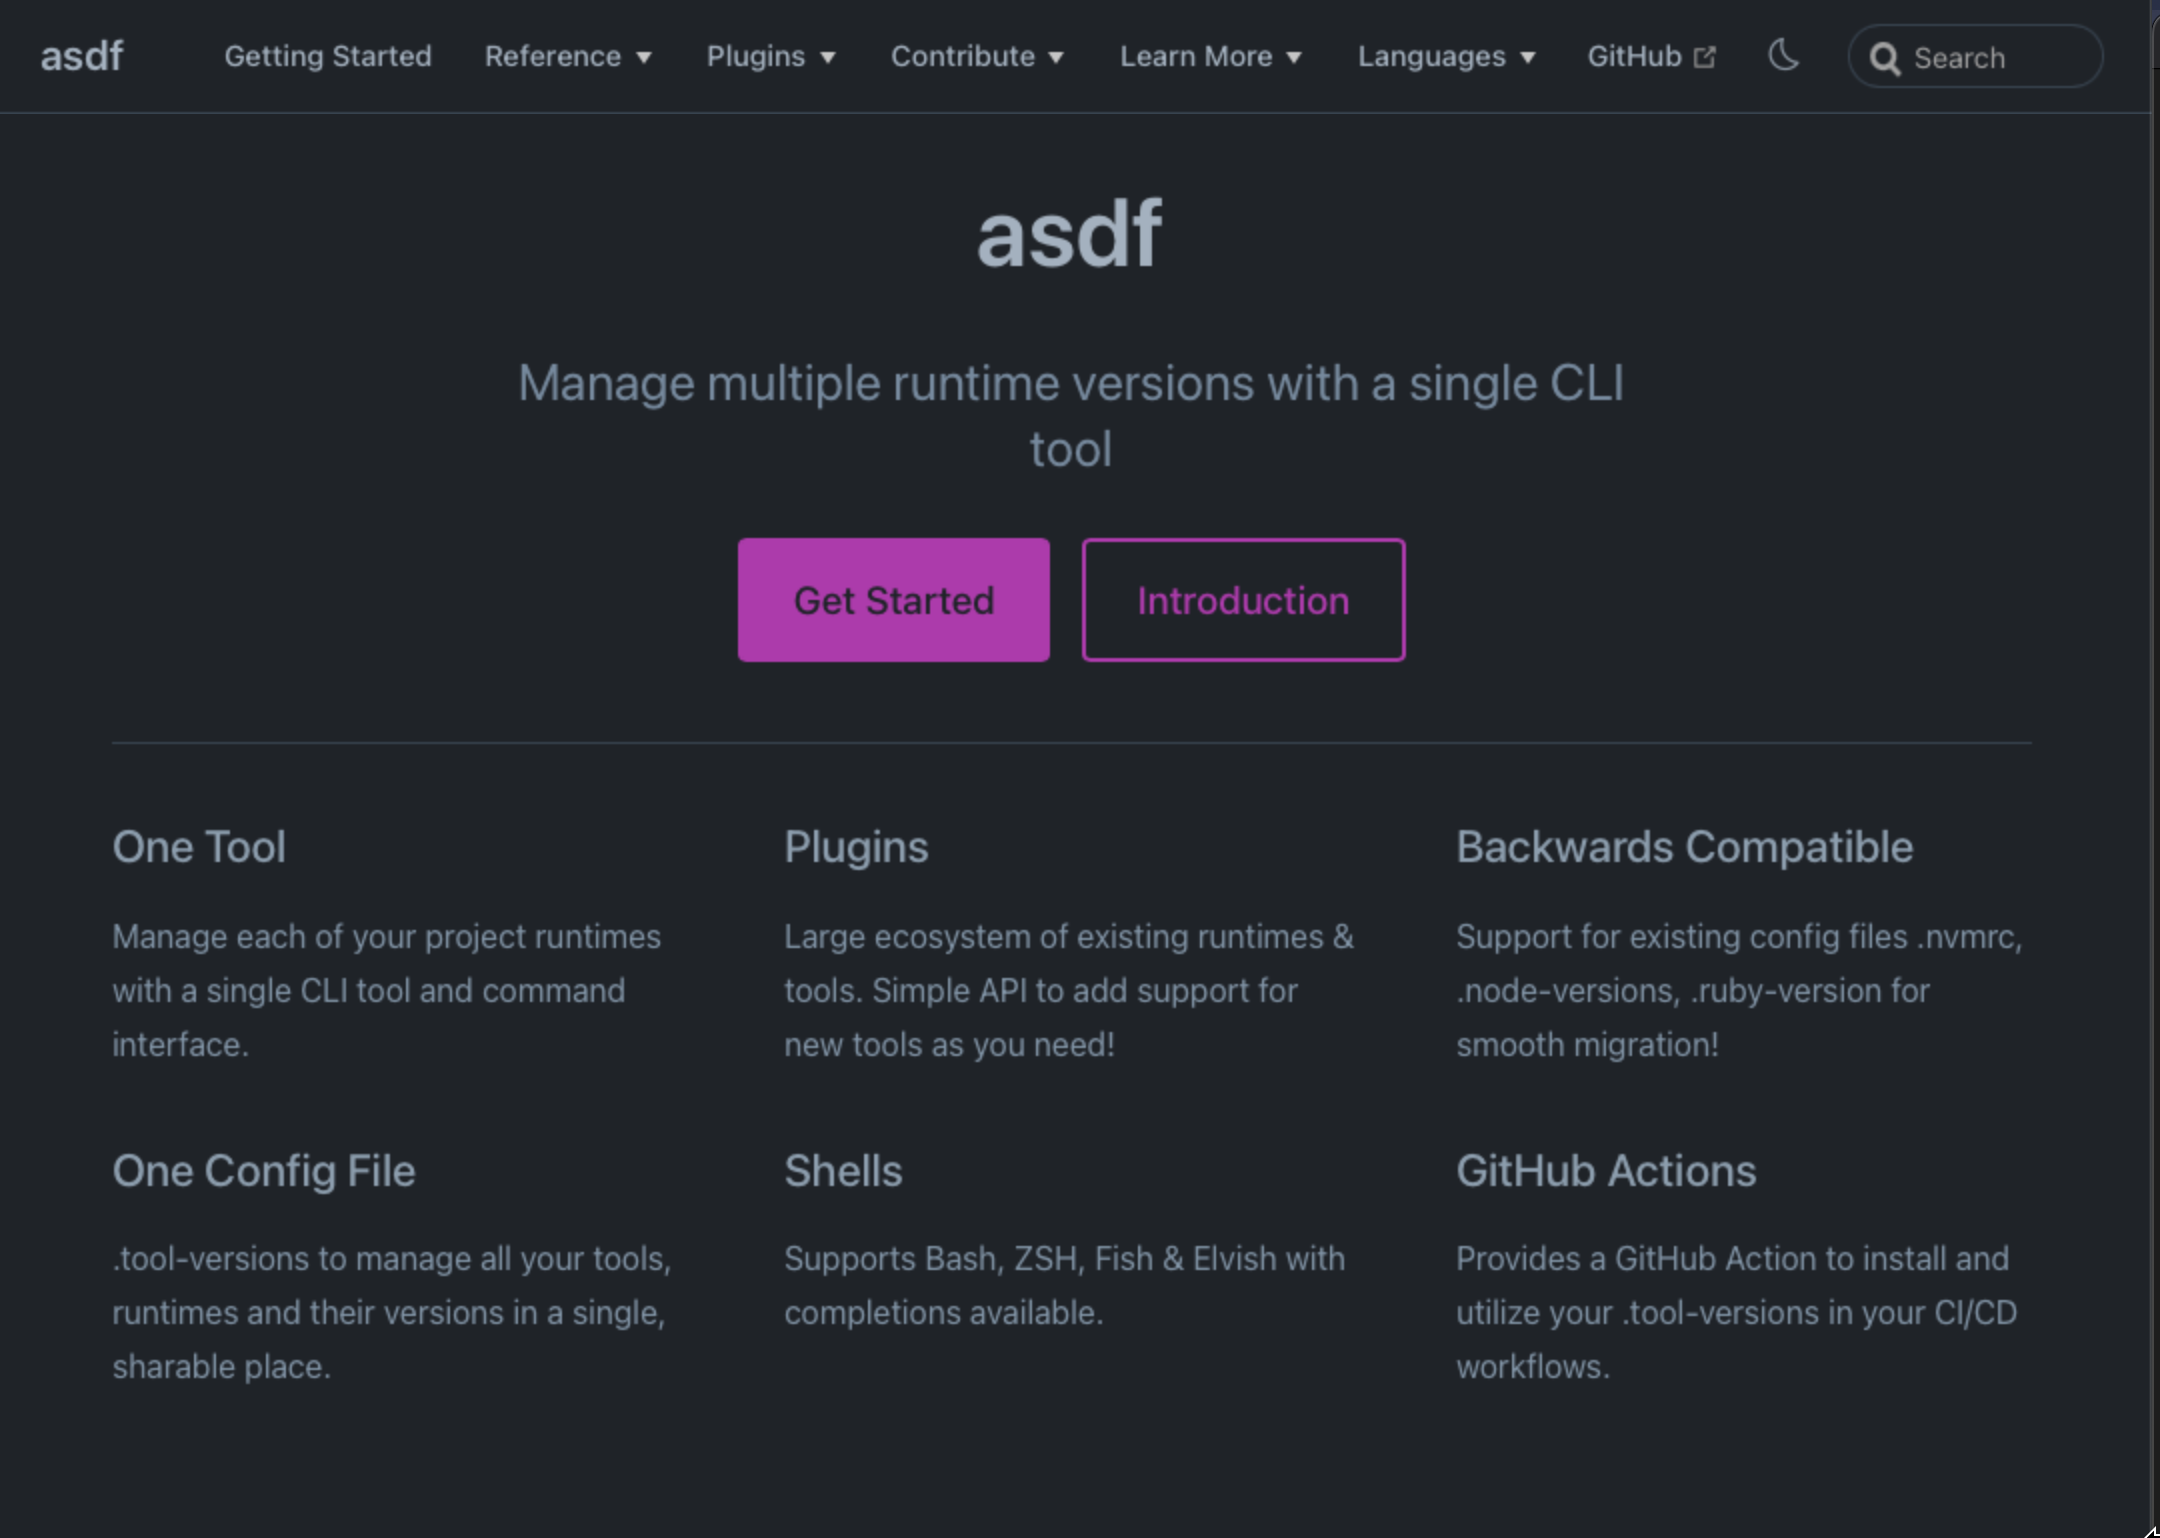 asdf
Getting Started
Reference
Plugins
Contribute
Learn More
Languages
GitHub
Search
asdf
Manage multiple runtime versions with a single CLI
tool
Get Started
Introduction
One Tool
Manage each of your project runtimes
with a single CLI tool and command
interface.
Plugins
Large ecosystem of existing runtimes &
tools. Simple API to add support for
new tools as you need!
Backwards Compatible
Support for existing config files .nvmrc,
.node-versions, .ruby-version for
smooth migration!
One Config File
.tool-versions to manage all your tools,
runtimes and their versions in a single,
sharable place.
Shells
Supports Bash, ZSH, Fish & Elvish with
completions available.
GitHub Actions
Provides a GitHub Action to install and
utilize your .tool-versions in your CI/CD
workflows.